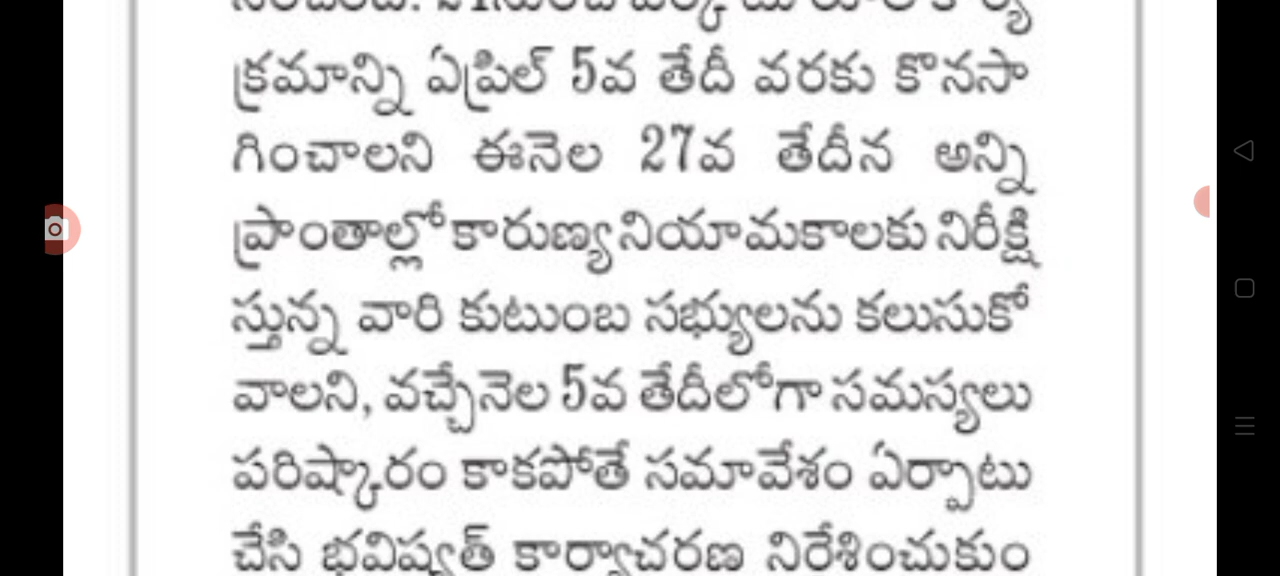 క్రమాన్ని ఏప్రిల్ 5వ తేదీ వరకు కొనసా
గించాలని ఈనెల 27వ తేదీన అన్ని
ప్రాంతాల్లో కారుణ్య నియామకాలకు నిరీక్షి
స్తున్న వారి కుటుంబ సభ్యులను కలుసుకో
వాలని, వచ్చేనెల 5వ తేదీలోగా సమస్యలు
పరిష్కారం కాకపోతే సమావేశం ఏర్పాటు
చేసి భవిష్యత్ కార్యాచరణ నిరేశించుకుం